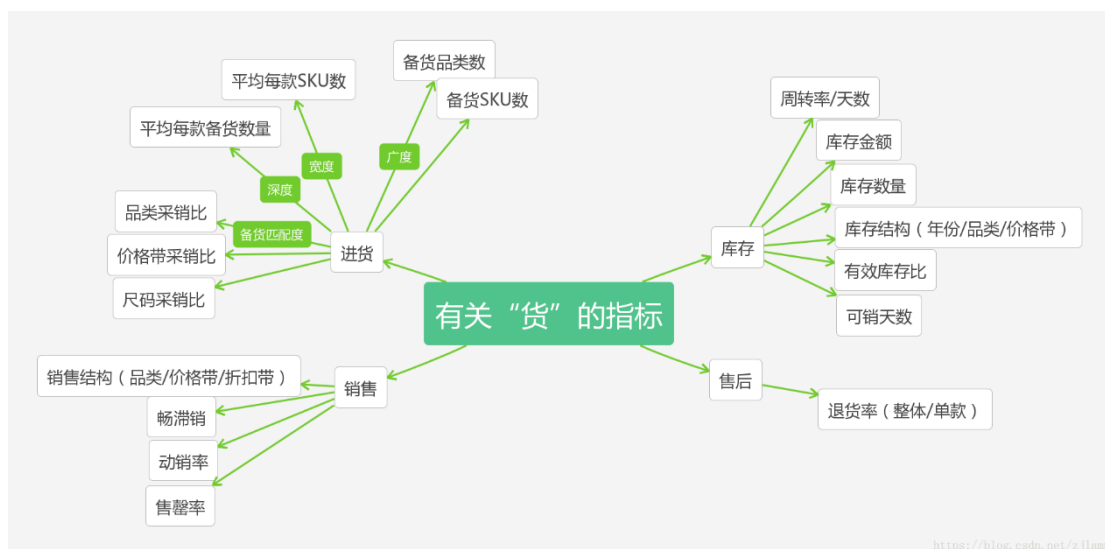 备货品类数
平均每款SKU数
备货SKU数
平均每款备货数量
广度
宽度
深度
品类采销比
备货匹配度
价格带采销比
进货
尺码采销比
周转率/天数
库存金额
库存数量
库存结构（年份/品类/价格带）
库存
有效库存比
可销天数
有关“货”的指标
销售结构（品类/价格带/折扣带）
销售
畅滞销
动销率
售罄率
售后
退货率（整体/单款）